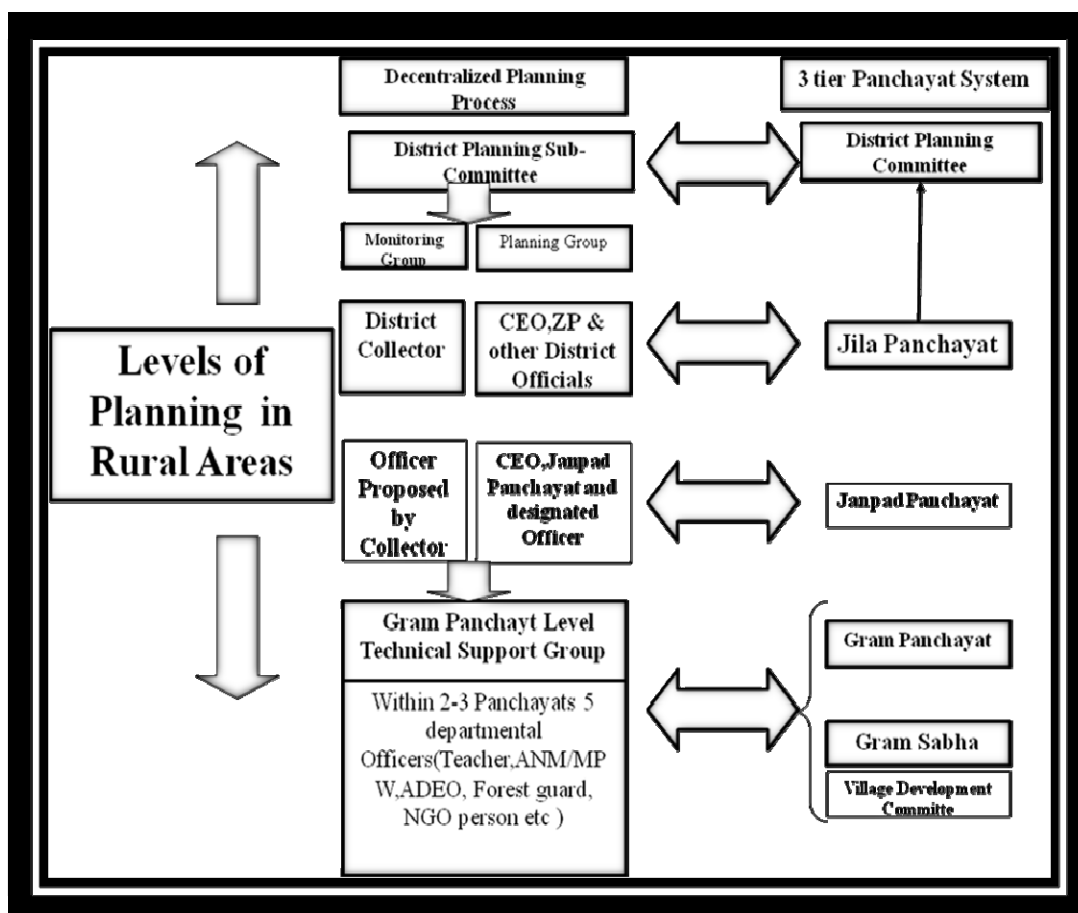 Decentralized Planning
Process
3 tier Panchayat System
District Planning Sub-
Committee
District Planning
Committee
Monitoring
Group
Planning Group
Levels of
Planning in
Rural Areas
District
Collector
CEO,ZP &
other District
Officials
Jila Panchayat
Officer
Proposed
by
Collector
CEO,Janpad
Panchayat and
designated
Officer
Janpad Panchayat
Gram Panchayt Level
Technical Support Group
Within 2-3 Panchayats 5
departmental
Officers(Teacher,ANM/MP
W,ADEO, Forest guard,
NGO person etc )
Gram Panchayat
Gram Sabha
Village Development
Committe